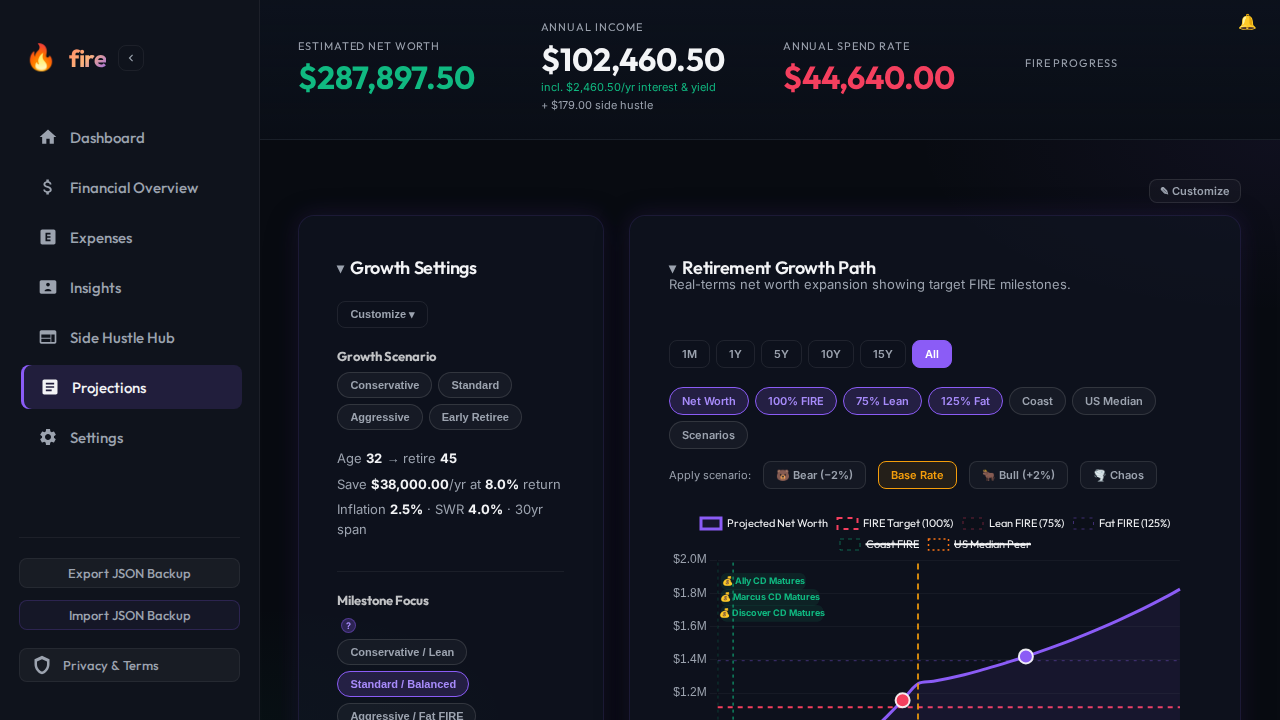 🔥 fire ‹
Dashboard
Financial Overview
Expenses
Insights
Side Hustle Hub
Projections
Settings
Export JSON Backup
Import JSON Backup
Privacy & Terms
ESTIMATED NET WORTH
$287,897.50
ANNUAL INCOME
$102,460.50
incl. $2,460.50/yr interest & yield
+ $179.00 side hustle
ANNUAL SPEND RATE
$44,640.00
FIRE PROGRESS
🔔
✎ Customize
▾ Growth Settings
Customize ▾
Growth Scenario
Conservative Standard
Aggressive Early Retiree
Age 32 → retire 45
Save $38,000.00/yr at 8.0% return
Inflation 2.5% · SWR 4.0% · 30yr
span
Milestone Focus
?
Conservative / Lean
Standard / Balanced
Aggressive / Fat FIRE
▾ Retirement Growth Path
Real-terms net worth expansion showing target FIRE milestones.
1M 1Y 5Y 10Y 15Y All
Net Worth 100% FIRE 75% Lean 125% Fat Coast US Median
Scenarios
Apply scenario: 🐻 Bear (−2%) Base Rate 🐂 Bull (+2%) 🌪️ Chaos
Projected Net Worth FIRE Target (100%) Lean FIRE (75%) Fat FIRE (125%)
Coast FIRE US Median Peer
$2.0M
💰 Ally CD Matures
$1.8M 💰 Marcus CD Matures
💰 Discover CD Matures
$1.6M
$1.4M
$1.2M